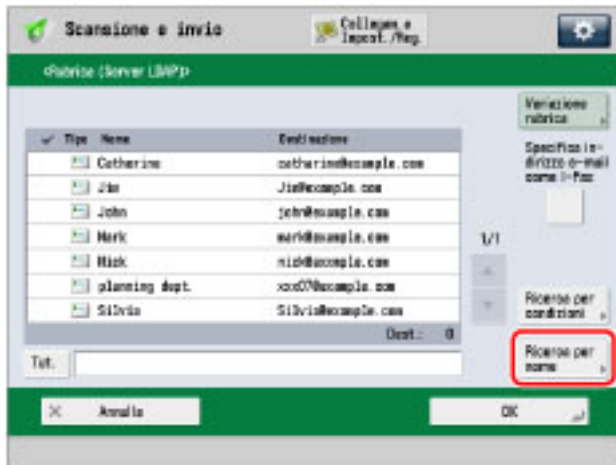 Scansione e invio
Collegam. a
Impost./Reg.
<Rubrica (Server LDAP)>
Variazione
rubrica
✓ Tipo Nome Destinazione
Catherine catherine@example.com
Jim Jim@example.com
John john@example.com
Mark mark@example.com
Nick nick@example.com
planning dept. xxx07@example.com
Silvia Silvia@example.com
Specifica in-
dirizzo e-mail
come I-Fax
1/1
Ricerca per
condizioni
Dest.: 0
Ricerca per
nome
Tut.
× Annulla
OK